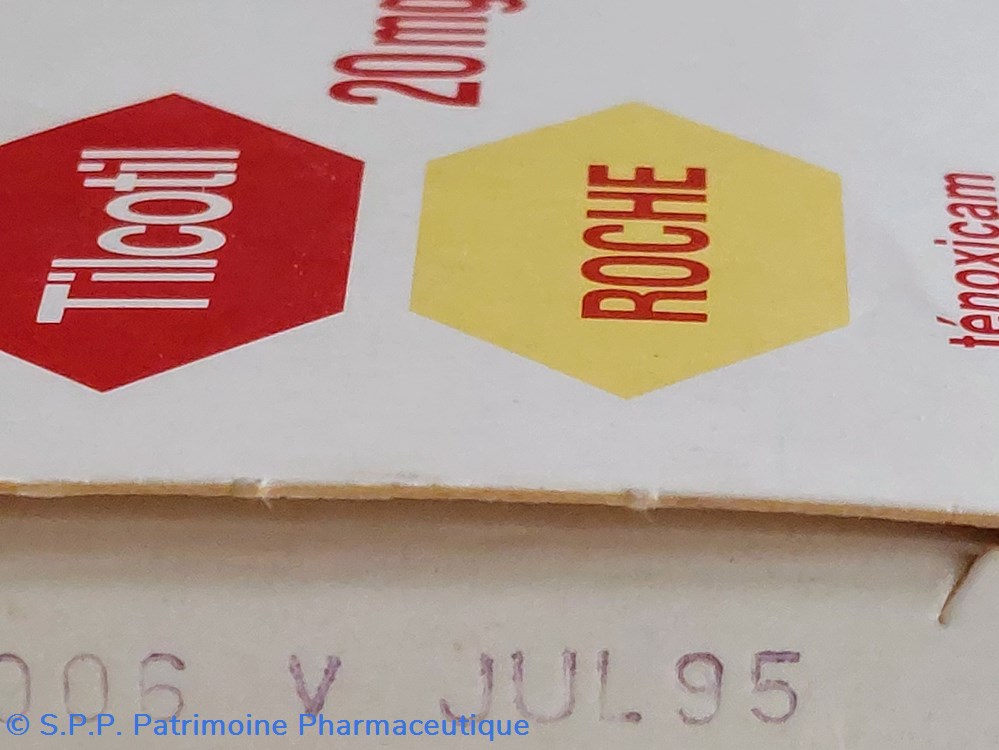 20 mg
Tilcotil
ROCHE
ténoxicam
006 V JUL 95
© S.P.P. Patrimoine Pharmaceutique